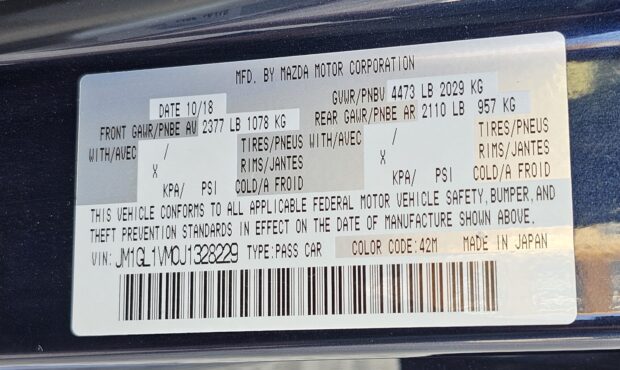 MFD. BY MAZDA MOTOR CORPORATION
DATE 10/18
GVWR/PNBV 4473 LB 2029 KG
FRONT GAWR/PNBE AV 2377 LB 1078 KG
REAR GAWR/PNBE AR 2110 LB 957 KG
WITH/AVEC / TIRES/PNEUS WITH/AVEC / TIRES/PNEUS
X RIMS/JANTES X RIMS/JANTES
KPA/ PSI COLD/A FROID KPA/ PSI COLD/A FROID
THIS VEHICLE CONFORMS TO ALL APPLICABLE FEDERAL MOTOR VEHICLE SAFETY, BUMPER, AND
THEFT PREVENTION STANDARDS IN EFFECT ON THE DATE OF MANUFACTURE SHOWN ABOVE.
VIN: JM1GL1VM0J1328229 TYPE:PASS CAR COLOR CODE:42M MADE IN JAPAN